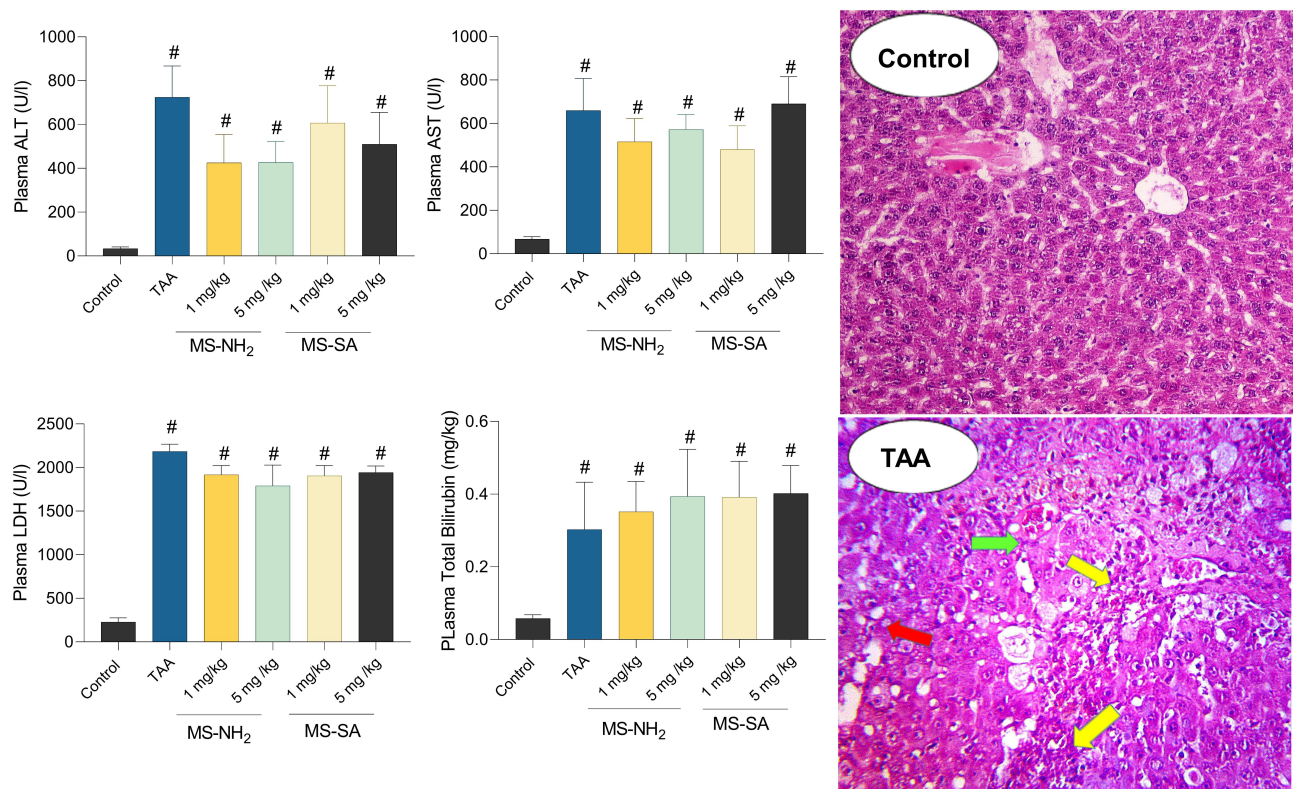 Plasma ALT (U/l)
1000
800
600
400
200
0
# # # # #
Control TAA 1 mg/kg 5 mg /kg 1 mg/kg 5 mg /kg
MS-NH2 MS-SA
Plasma AST (U/l)
1000
800
600
400
200
0
# # # # #
Control TAA 1 mg/kg 5 mg /kg 1 mg/kg 5 mg /kg
MS-NH2 MS-SA
Control
Plasma LDH (U/l)
2500
2000
1500
1000
500
0
# # # # #
Control TAA 1 mg/kg 5 mg /kg 1 mg/kg 5 mg /kg
MS-NH2 MS-SA
PLasma Total Bilirubin (mg/kg)
0.6
0.4
0.2
0.0
# # # # #
Control TAA 1 mg/kg 5 mg /kg 1 mg/kg 5 mg /kg
MS-NH2 MS-SA
TAA